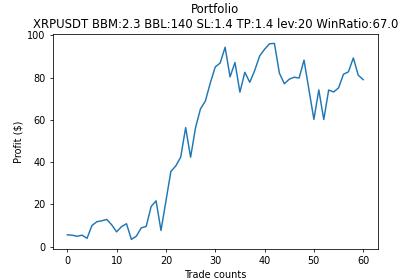 Portfolio
XRPUSDT BBM:2.3 BBL:140 SL:1.4 TP:1.4 lev:20 WinRatio:67.0
100
80
60
40
20
0
Profit ($)
0 10 20 30 40 50 60
Trade counts